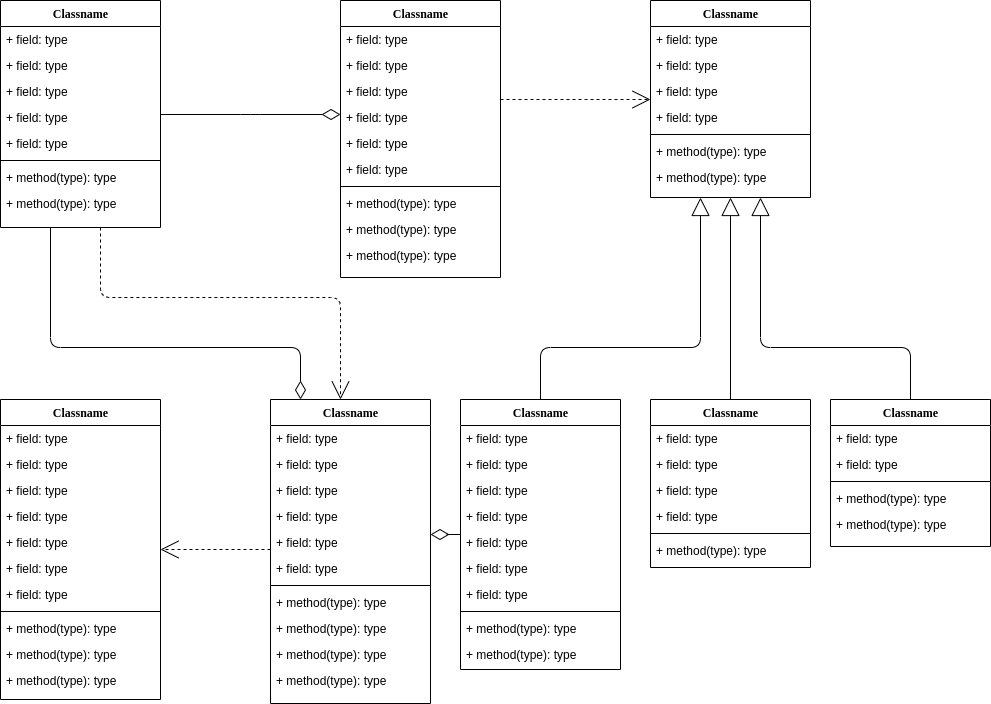 Classname
+ field: type
+ field: type
+ field: type
+ field: type
+ field: type
+ method(type): type
+ method(type): type
Classname
+ field: type
+ field: type
+ field: type
+ field: type
+ field: type
+ field: type
+ method(type): type
+ method(type): type
+ method(type): type
Classname
+ field: type
+ field: type
+ field: type
+ field: type
+ method(type): type
+ method(type): type
Classname
+ field: type
+ field: type
+ field: type
+ field: type
+ field: type
+ field: type
+ field: type
+ method(type): type
+ method(type): type
+ method(type): type
Classname
+ field: type
+ field: type
+ field: type
+ field: type
+ field: type
+ field: type
+ method(type): type
+ method(type): type
+ method(type): type
+ method(type): type
Classname
+ field: type
+ field: type
+ field: type
+ field: type
+ field: type
+ field: type
+ field: type
+ method(type): type
+ method(type): type
Classname
+ field: type
+ field: type
+ field: type
+ field: type
+ method(type): type
Classname
+ field: type
+ field: type
+ method(type): type
+ method(type): type